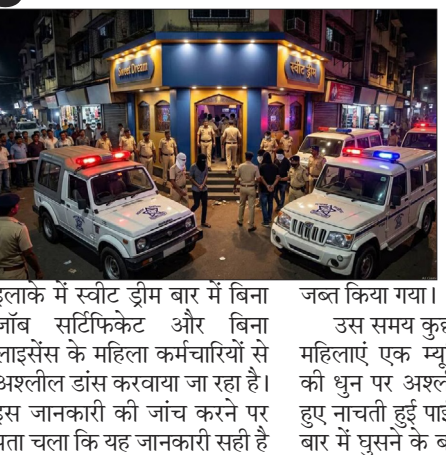 Sweet Dream
स्वीट ड्रीम
इलाके में स्वीट ड्रीम बार में बिना
जॉब सर्टिफिकेट और बिना
लाइसेंस के महिला कर्मचारियों से
अश्लील डांस करवाया जा रहा है।
इस जानकारी की जांच करने पर
पता चला कि यह जानकारी सही है
जब्त किया गया।
उस समय कुछ
महिलाएं एक म्यू
की धुन पर अश्ल
हुए नाचती हुई पाई
बार में घुसने के ब